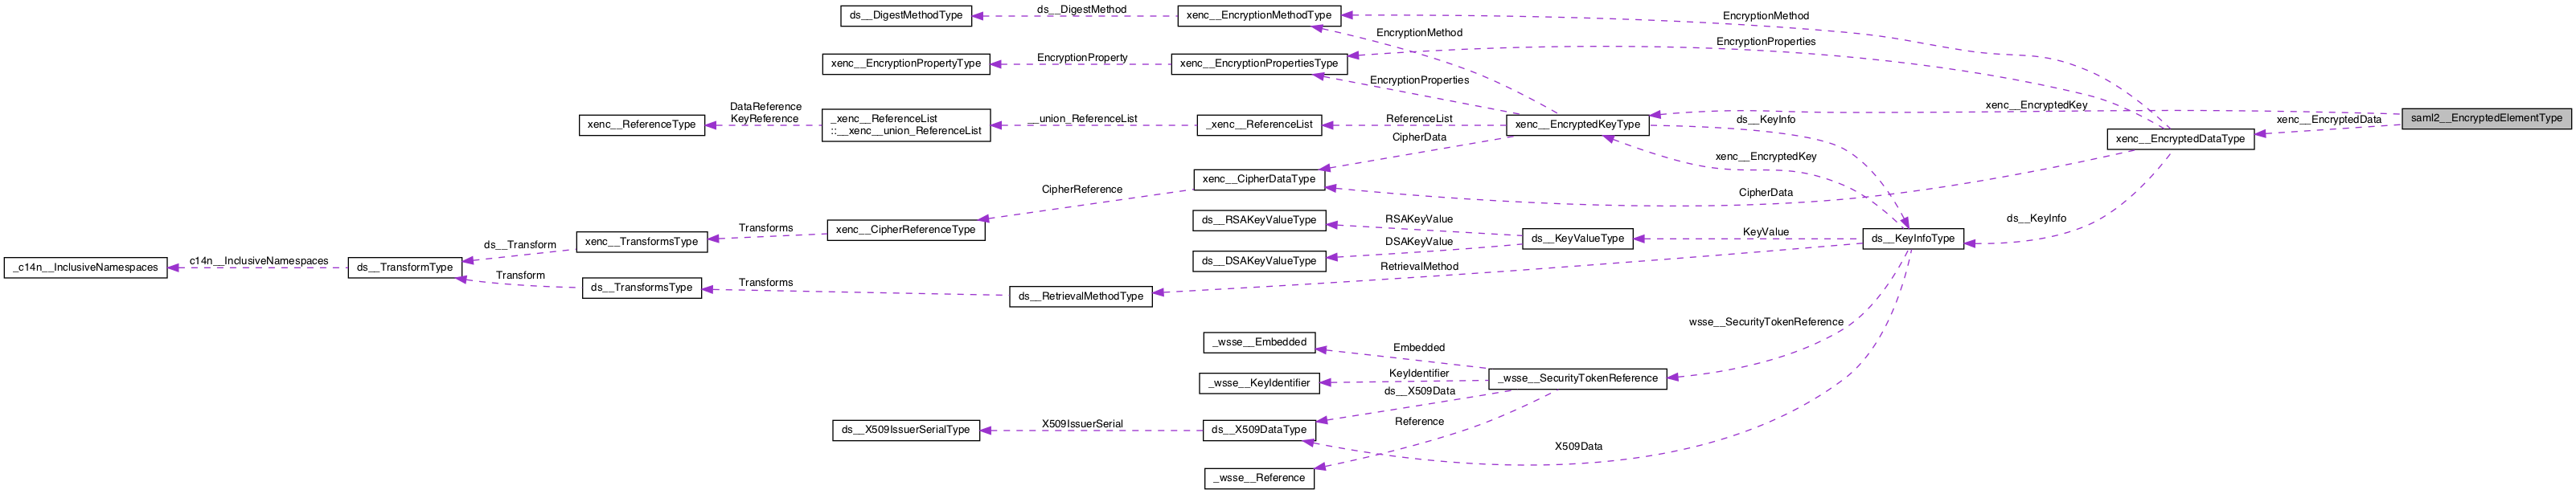 ds__DigestMethodType
ds__DigestMethod
xenc__EncryptionMethodType
EncryptionMethod
EncryptionMethod
EncryptionProperties
xenc__EncryptionPropertyType
EncryptionProperty
xenc__EncryptionPropertiesType
EncryptionProperties
DataReference
KeyReference
xenc__ReferenceType
_xenc__ReferenceList
::__xenc__union_ReferenceList
__union_ReferenceList
_xenc__ReferenceList
ReferenceList
xenc__EncryptedKeyType
ds__KeyInfo
xenc__EncryptedKey
xenc__EncryptedData
saml2__EncryptedElementType
xenc__EncryptedDataType
CipherData
xenc__EncryptedKey
xenc__CipherDataType
CipherReference
CipherData
ds__RSAKeyValueType
RSAKeyValue
ds__KeyInfo
xenc__CipherReferenceType
Transforms
xenc__TransformsType
ds__Transform
ds__KeyValueType
KeyValue
ds__KeyInfoType
DSAKeyValue
ds__DSAKeyValueType
_c14n__InclusiveNamespaces
c14n__InclusiveNamespaces
ds__TransformType
RetrievalMethod
Transform
ds__TransformsType
Transforms
ds__RetrievalMethodType
wsse__SecurityTokenReference
_wsse__Embedded
Embedded
_wsse__KeyIdentifier
KeyIdentifier
_wsse__SecurityTokenReference
ds__X509Data
ds__X509IssuerSerialType
X509IssuerSerial
ds__X509DataType
Reference
X509Data
_wsse__Reference